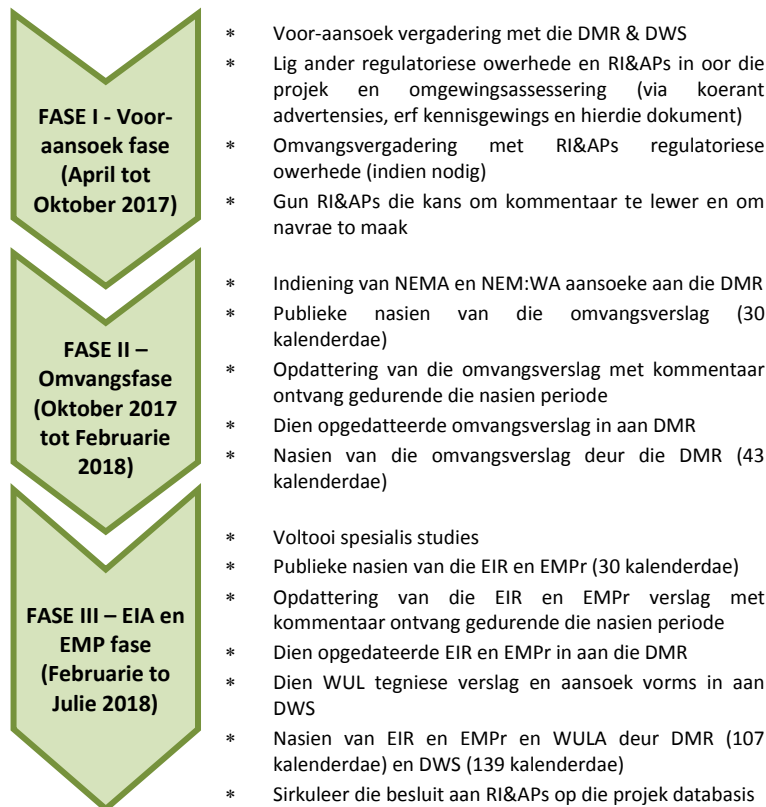 FASE I - Voor-
aansoek fase
(April tot
Oktober 2017)
* Voor-aansoek vergadering met die DMR & DWS
* Lig ander regulatoriese owerhede en RI&APs in oor die
projek en omgewingsassessering (via koerant
advertensies, erf kennisgewings en hierdie dokument)
* Omvangsvergadering met RI&APs regulatoriese
owerhede (indien nodig)
* Gun RI&APs die kans om kommentaar te lewer en om
navrae to maak
FASE II –
Omvangsfase
(Oktober 2017
tot Februarie
2018)
* Indiening van NEMA en NEM:WA aansoeke aan die DMR
* Publieke nasien van die omvangsverslag (30
kalenderdae)
* Opdattering van die omvangsverslag met kommentaar
ontvang gedurende die nasien periode
* Dien opgedatteerde omvangsverslag in aan DMR
* Nasien van die omvangsverslag deur die DMR (43
kalenderdae)
FASE III – EIA en
EMP fase
(Februarie to
Julie 2018)
* Voltooi spesialis studies
* Publieke nasien van die EIR en EMPr (30 kalenderdae)
* Opdattering van die EIR en EMPr verslag met
kommentaar ontvang gedurende die nasien periode
* Dien opgedateerde EIR en EMPr in aan die DMR
* Dien WUL tegniese verslag en aansoek vorms in aan
DWS
* Nasien van EIR en EMPr en WULA deur DMR (107
kalenderdae) en DWS (139 kalenderdae)
* Sirkuleer die besluit aan RI&APs op die projek databasis